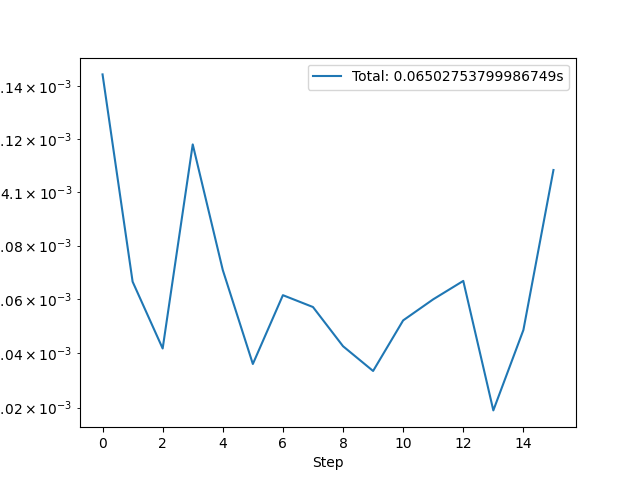 Total: 0.06502753799986749s
.14 × 10⁻³
.12 × 10⁻³
4.1 × 10⁻³
.08 × 10⁻³
.06 × 10⁻³
.04 × 10⁻³
.02 × 10⁻³
0 2 4 6 8 10 12 14
Step